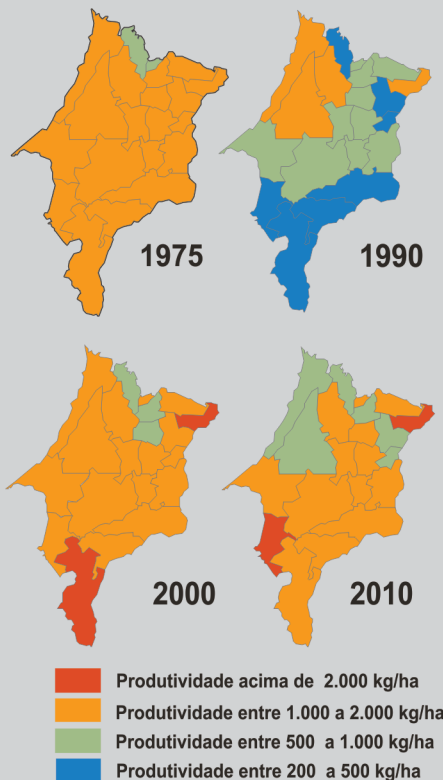 1975
1990
2000
2010
Produtividade acima de 2.000 kg/ha
Produtividade entre 1.000 a 2.000 kg/ha
Produtividade entre 500 a 1.000 kg/ha
Produtividade entre 200 a 500 kg/ha